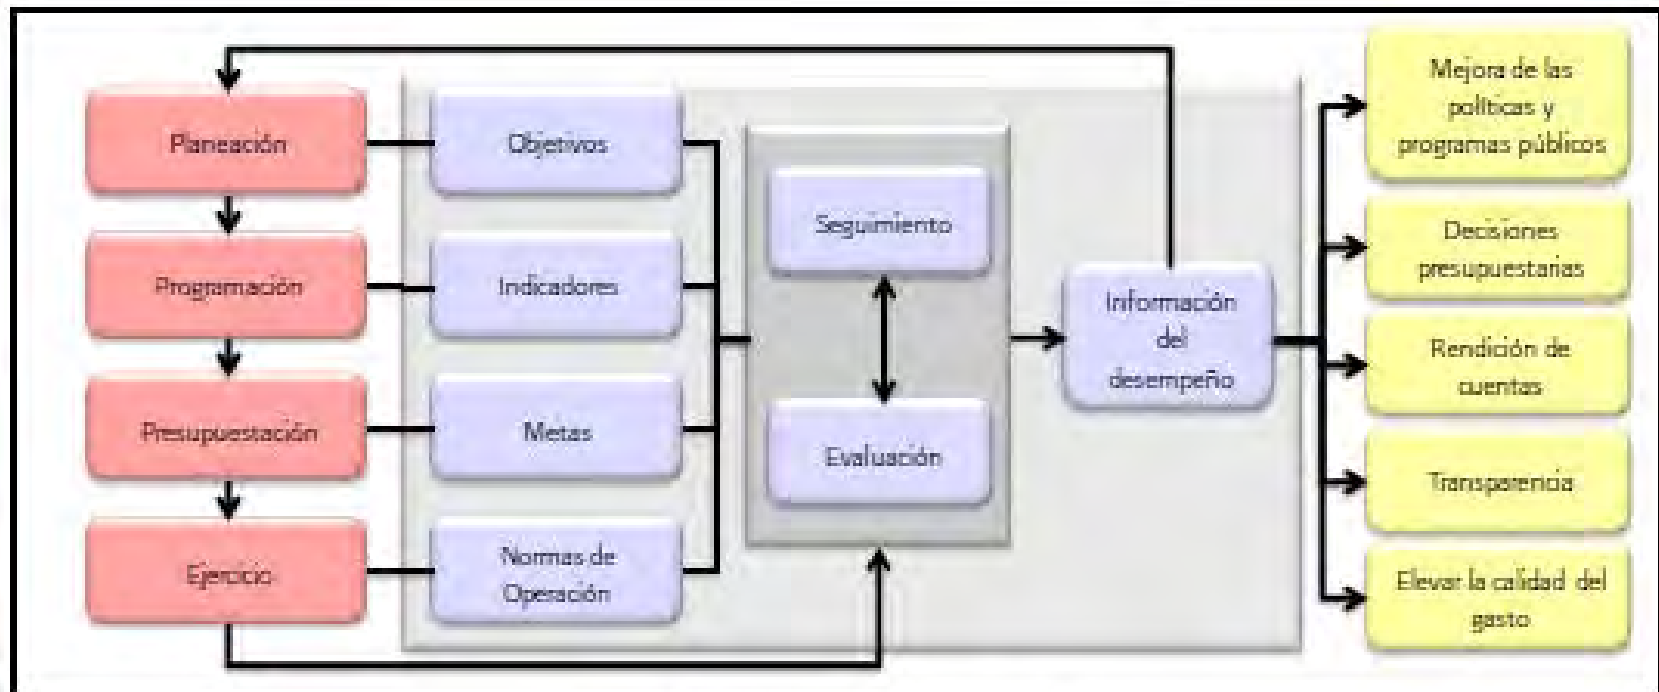 Planeación
Programación
Presupuestación
Ejercicio
Objetivos
Indicadores
Metas
Normas de
Operación
Seguimiento
Evaluación
Información
del
desempeño
Mejora de las
políticas y
programas públicos
Decisiones
presupuestarias
Rendición de
cuentas
Transparencia
Elevar la calidad del
gasto